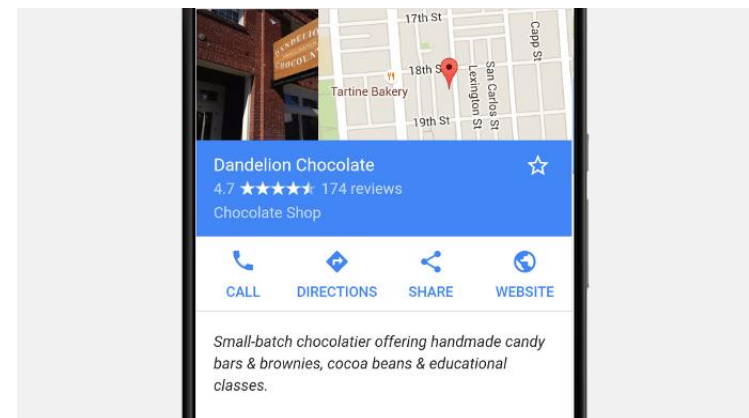 DANDELION
CHOCOLATE
17th St
Capp St
18th S
Tartine Bakery
Lexington St
San Carlos St
19th St
Dandelion Chocolate
4.7 ★★★★★ 174 reviews
Chocolate Shop
CALL
DIRECTIONS
SHARE
WEBSITE
Small-batch chocolatier offering handmade candy
bars & brownies, cocoa beans & educational
classes.